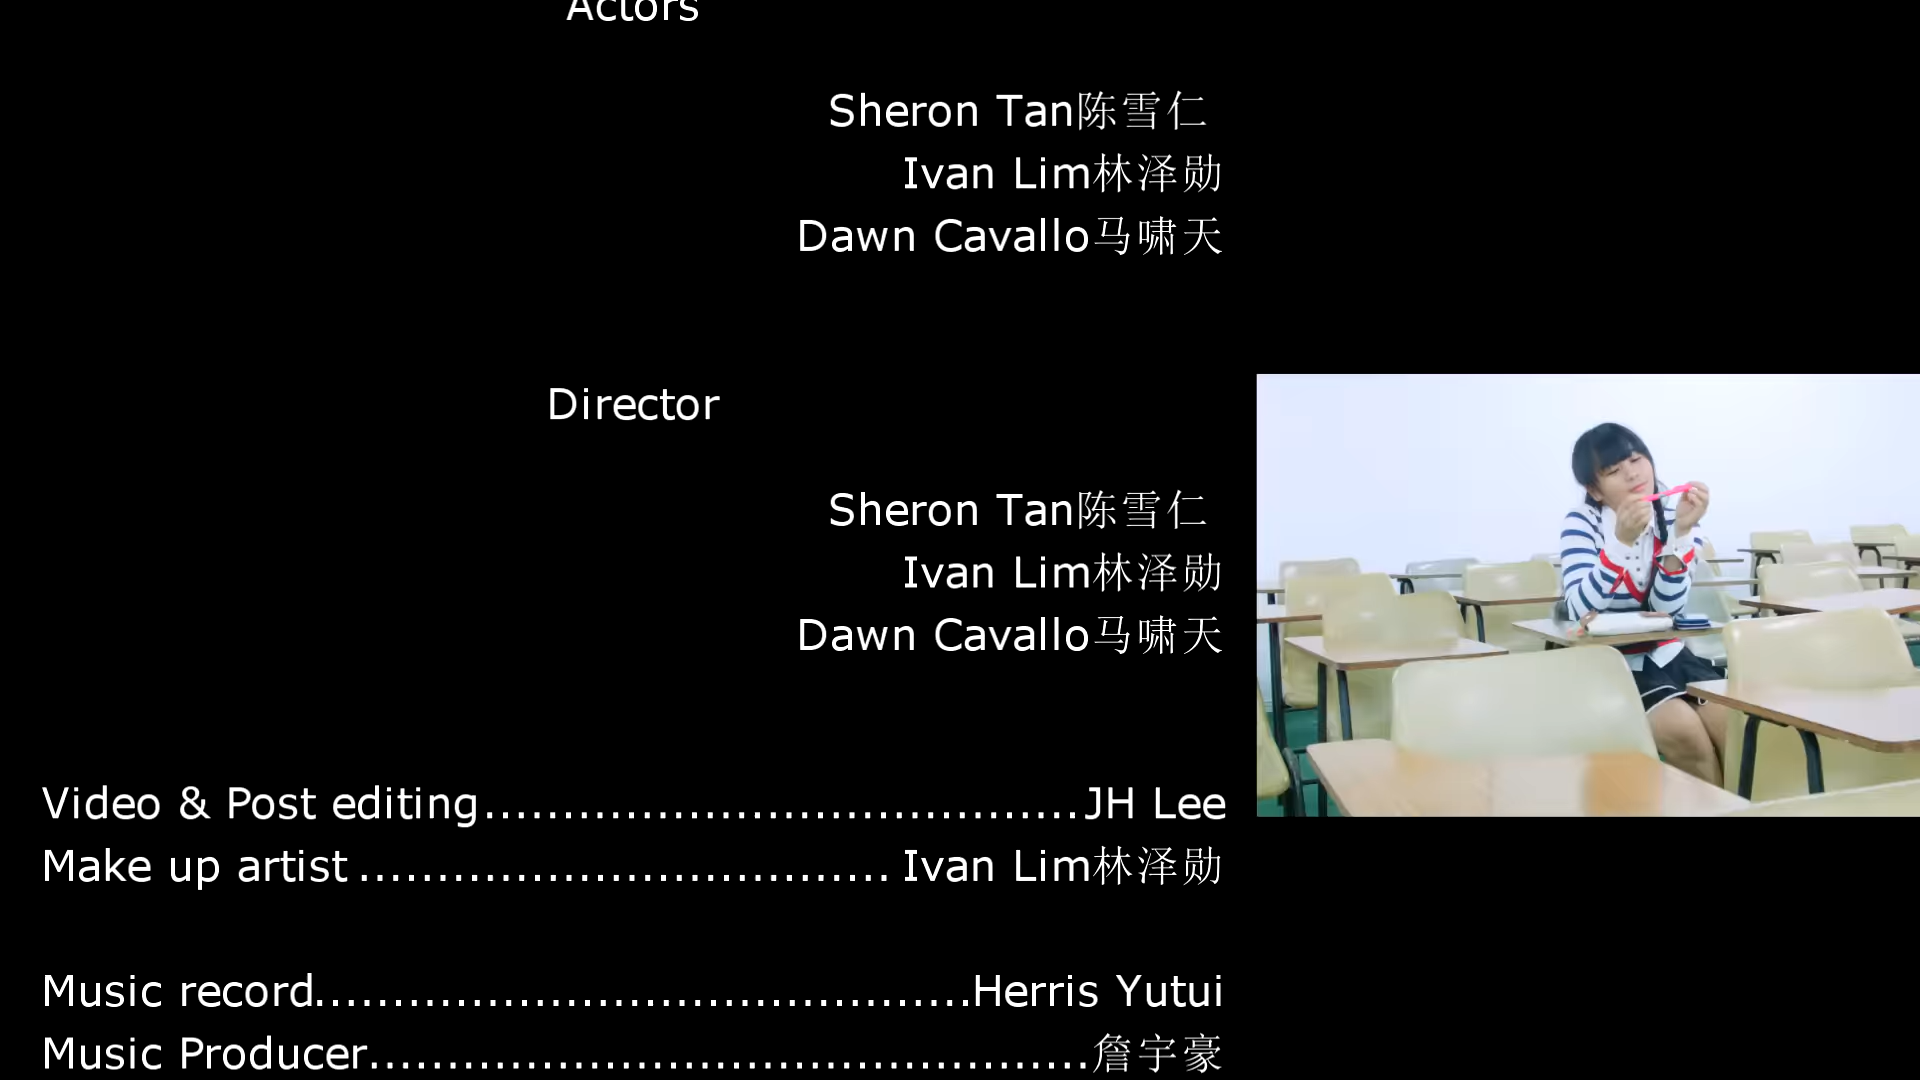 Actors
Sheron Tan陈雪仁
Ivan Lim林泽勋
Dawn Cavallo马啸天
Director
Sheron Tan陈雪仁
Ivan Lim林泽勋
Dawn Cavallo马啸天
Video & Post editing......................................JH Lee
Make up artist.................................. Ivan Lim林泽勋
Music record..........................................Herris Yutui
Music Producer..............................................詹宇豪